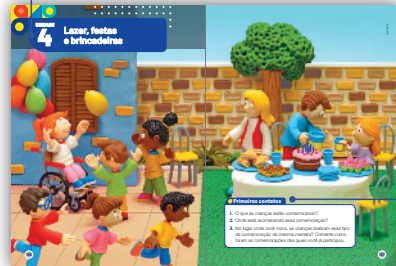 UNIDADE
4
Lazer, festas
e brincadeiras
Primeiros contatos
1. O que as crianças estão comemorando?
2. Onde está acontecendo essa comemoração?
3. No lugar onde você mora, as crianças realizam esse tipo
de comemoração da mesma maneira? Comente como
foram as comemorações das quais você já participou.